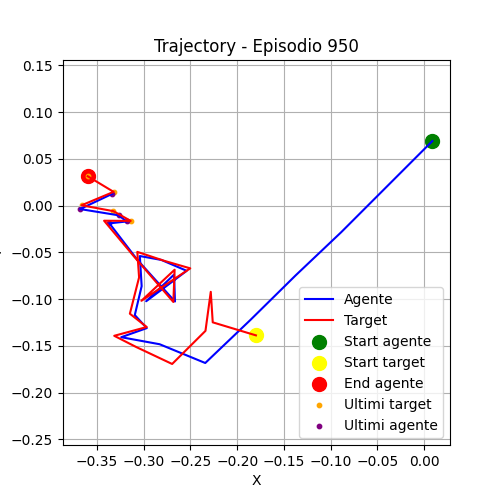 Trajectory - Episodio 950
0.15
0.10
0.05
0.00
−0.05
−0.10
−0.15
−0.20
−0.25
−0.35
−0.30
−0.25
−0.20
−0.15
−0.10
−0.05
0.00
X
Agente
Target
Start agente
Start target
End agente
Ultimi target
Ultimi agente